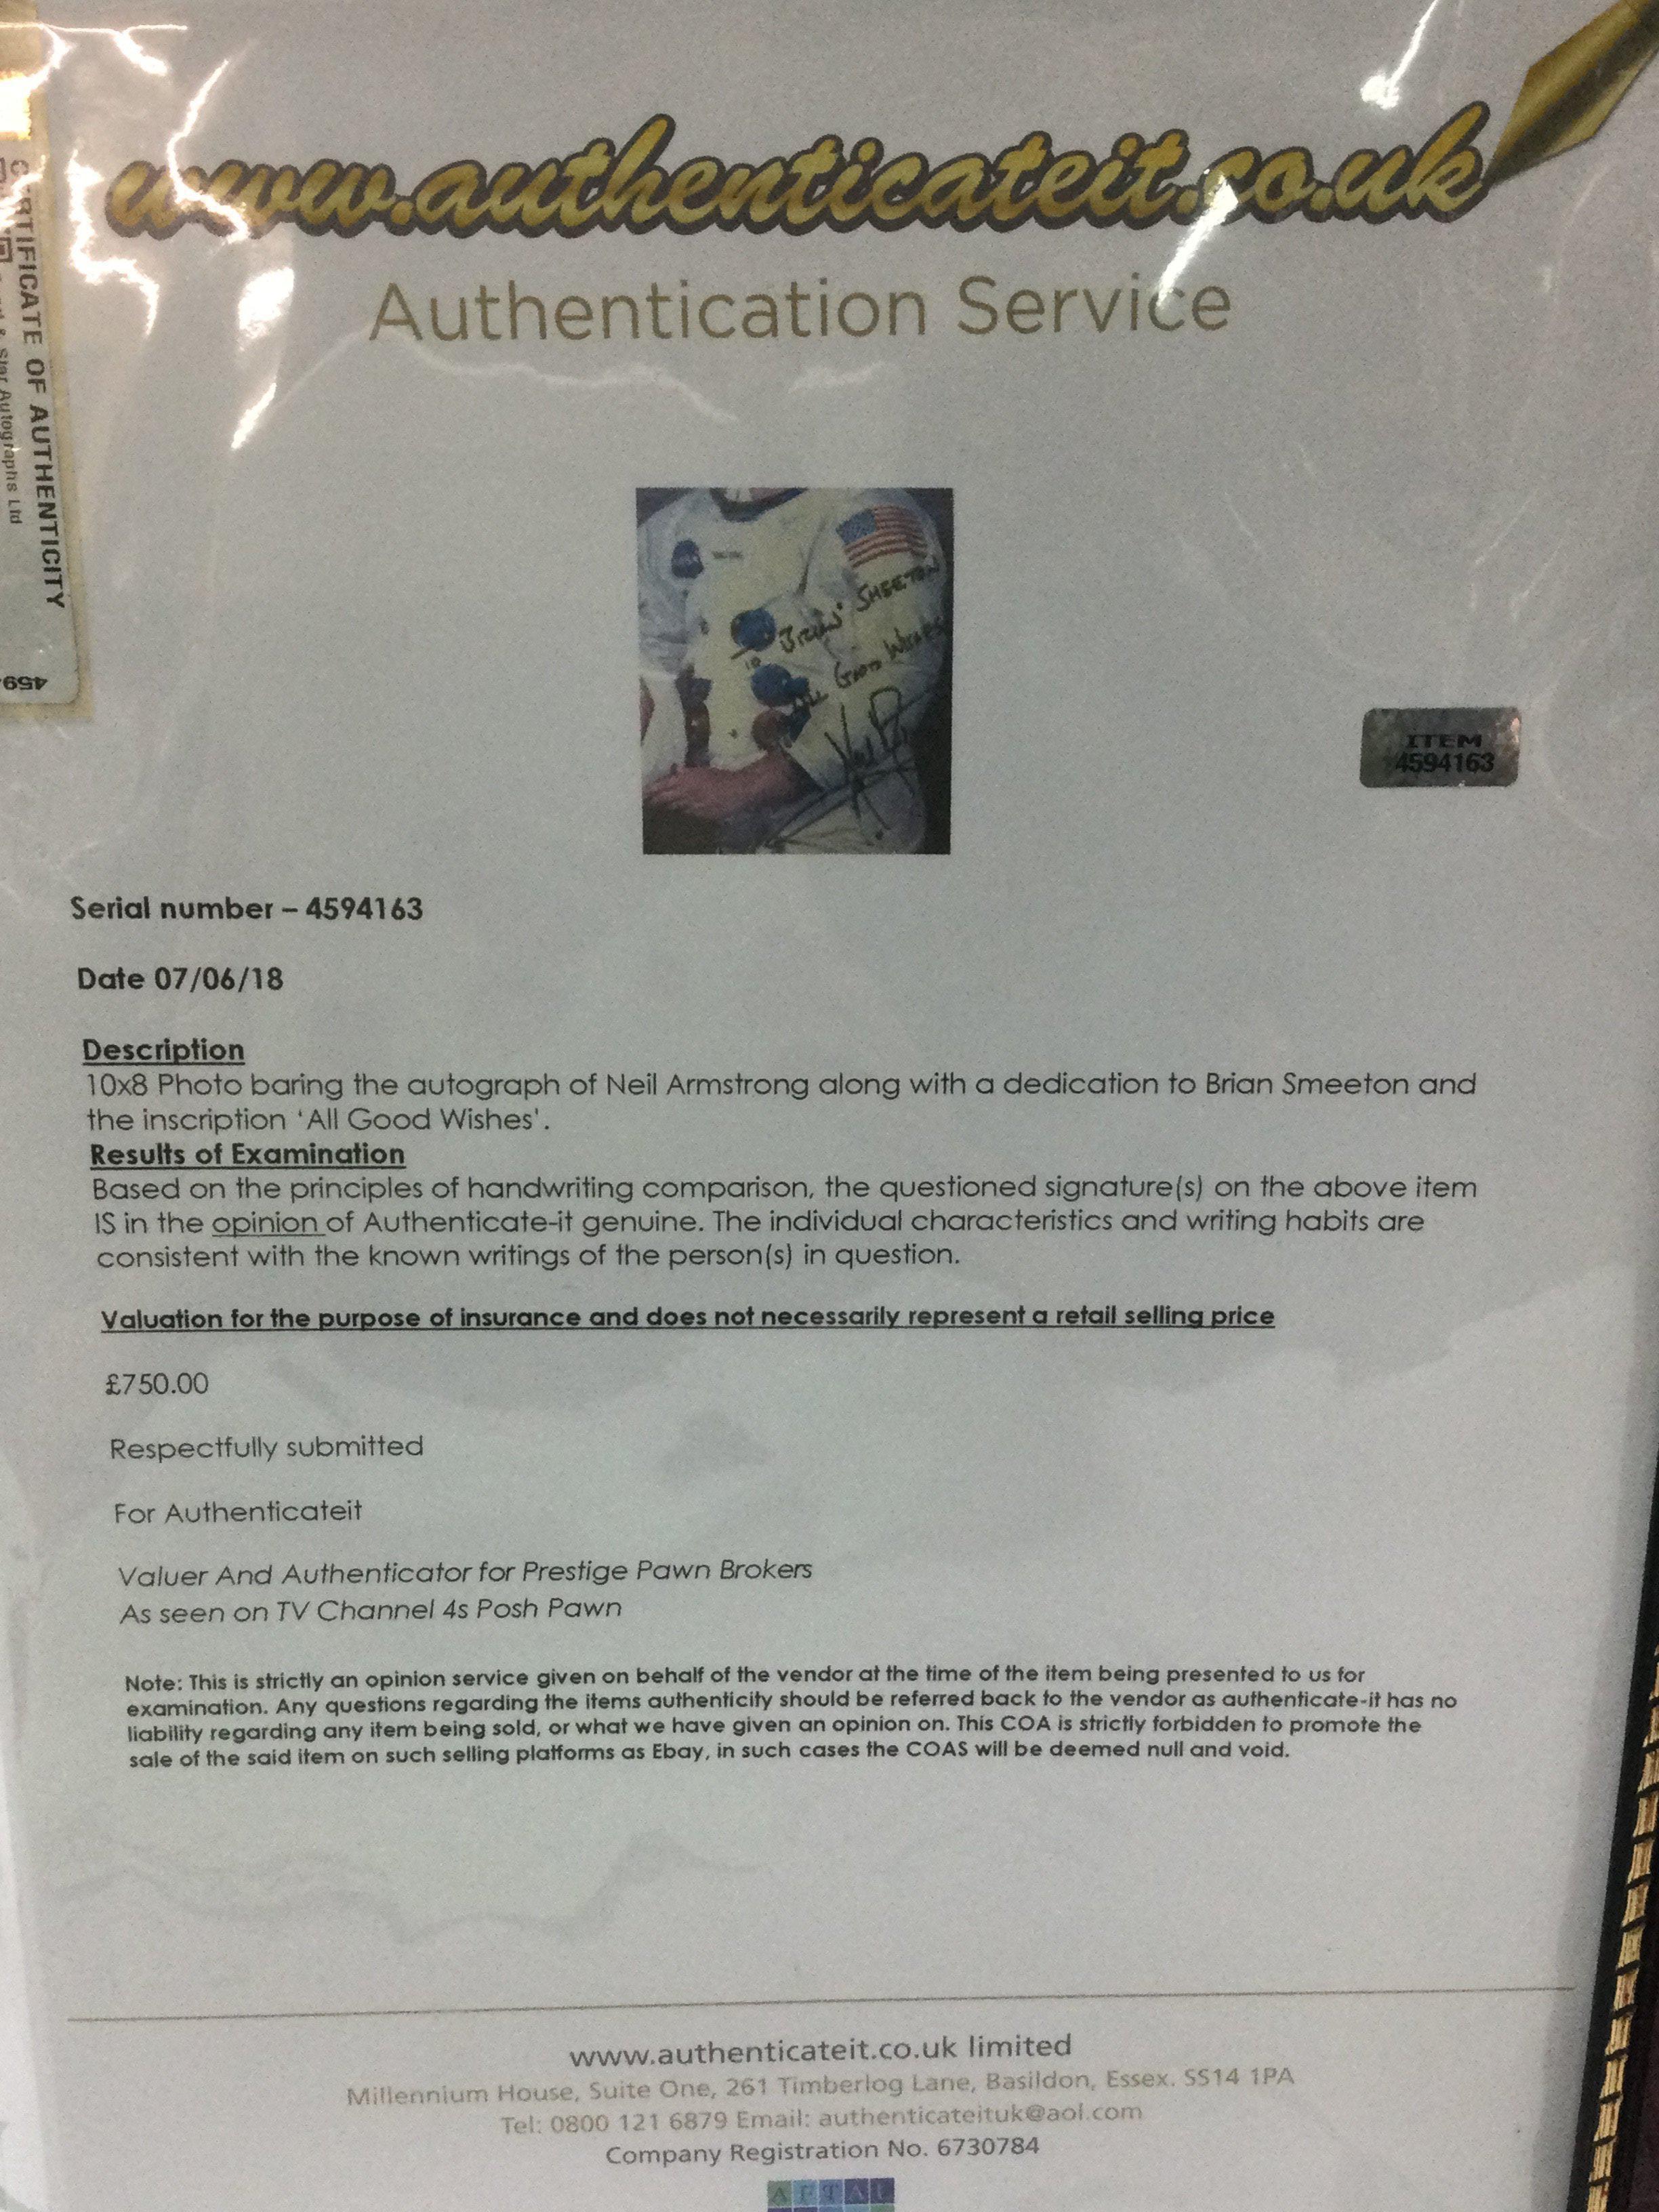 www.authenticateit.co.uk
Authentication Service
CERTIFICATE OF AUTHENTICITY
& Star Autographs Ltd
459
BRIAN SMEETON
ALL GOOD WISHES
ITEM
4594163
Serial number – 4594163
Date 07/06/18
Description
10x8 Photo baring the autograph of Neil Armstrong along with a dedication to Brian Smeeton and
the inscription ‘All Good Wishes'.
Results of Examination
Based on the principles of handwriting comparison, the questioned signature(s) on the above item
IS in the opinion of Authenticate-it genuine. The individual characteristics and writing habits are
consistent with the known writings of the person(s) in question.
Valuation for the purpose of insurance and does not necessarily represent a retail selling price
£750.00
Respectfully submitted
For Authenticateit
Valuer And Authenticator for Prestige Pawn Brokers
As seen on TV Channel 4s Posh Pawn
Note: This is strictly an opinion service given on behalf of the vendor at the time of the item being presented to us for
examination. Any questions regarding the items authenticity should be referred back to the vendor as authenticate-it has no
liability regarding any item being sold, or what we have given an opinion on. This COA is strictly forbidden to promote the
sale of the said item on such selling platforms as Ebay, in such cases the COAS will be deemed null and void.
www.authenticateit.co.uk limited
Millennium House, Suite One, 261 Timberlog Lane, Basildon, Essex. SS14 1PA
Tel: 0800 121 6879 Email: authenticateituk@aol.com
Company Registration No. 6730784
AFTAL